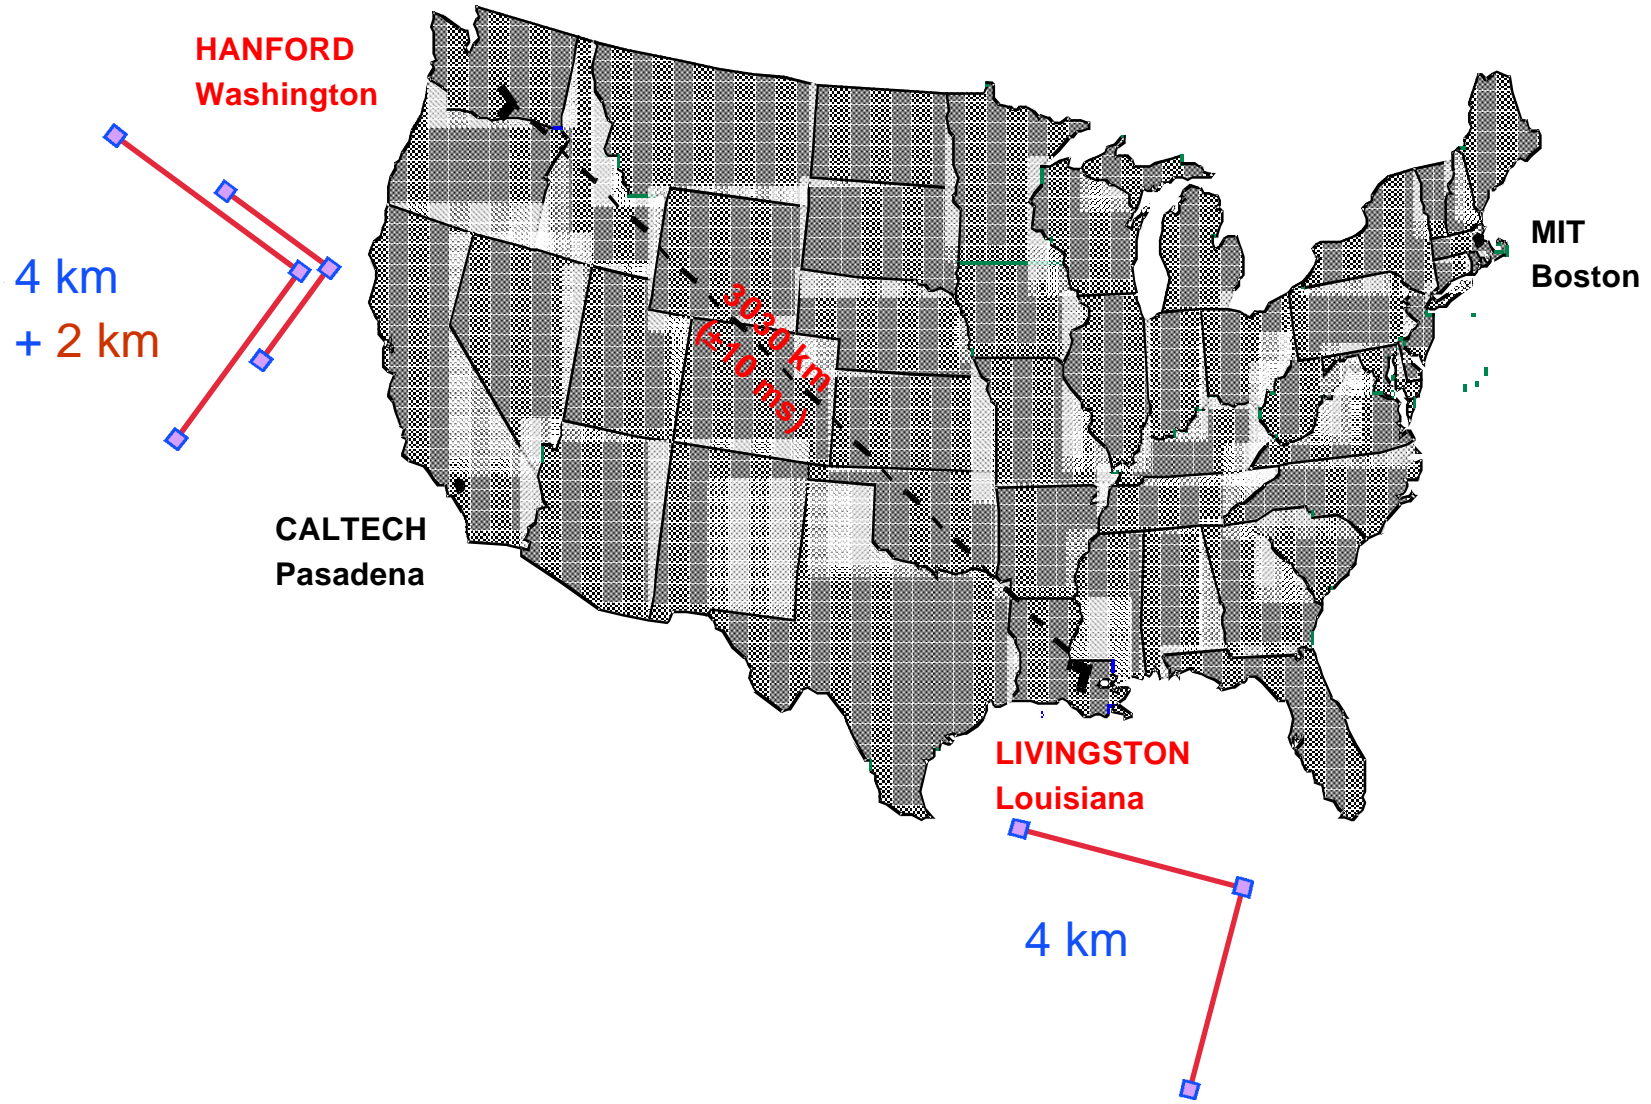 HANFORD
Washington
4 km
+ 2 km
MIT
Boston
3030 km
(±10 ms)
CALTECH
Pasadena
LIVINGSTON
Louisiana
4 km